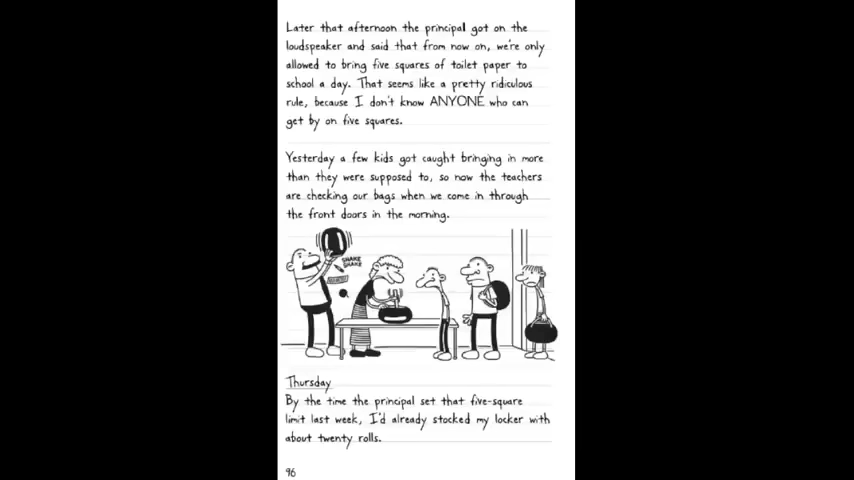 Later that afternoon the principal got on the
loudspeaker and said that from now on, we're only
allowed to bring five squares of toilet paper to
school a day. That seems like a pretty ridiculous
rule, because I don't know ANYONE who can
get by on five squares.
Yesterday a few kids got caught bringing in more
than they were supposed to, so now the teachers
are checking our bags when we come in through
the front doors in the morning.
SHAKE
SHAKE
Thursday
By the time the principal set that five-square
limit last week, I'd already stocked my locker with
about twenty rolls.
96